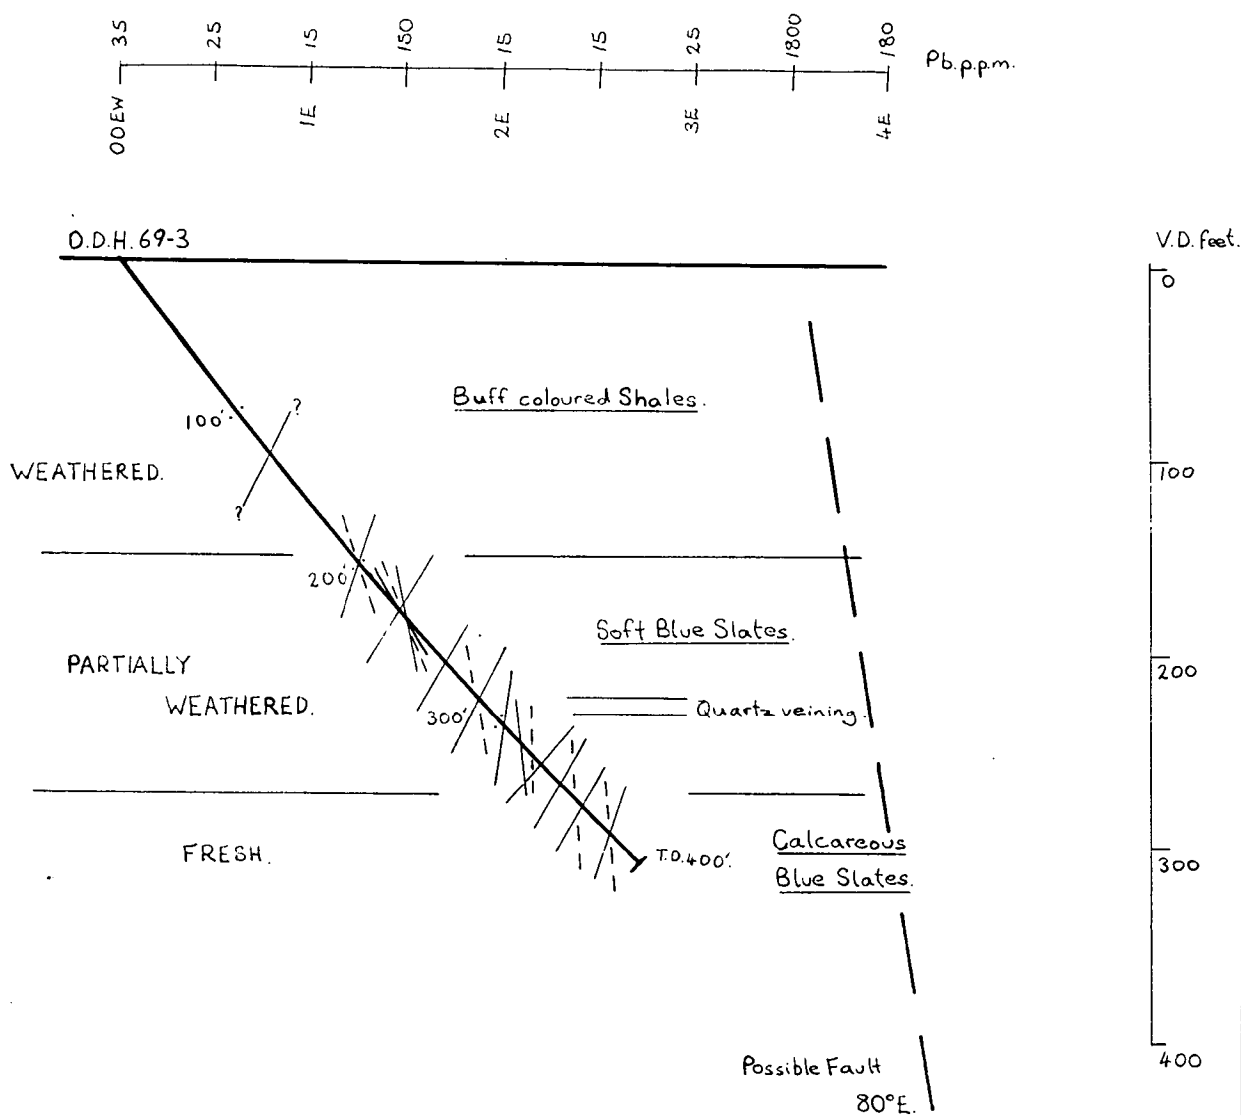 35 25 15 150 15 15 25 1800 180 Pb.p.p.m.
00EW 1E 2E 3E 4E
D.D.H. 69-3
V.D. feet.
0
Buff coloured Shales.
100'
?
WEATHERED.
100
?
200'
Soft Blue Slates.
PARTIALLY
WEATHERED.
200
Quartz veining.
300'
FRESH.
T.D.400'.
Calcareous
Blue Slates.
300
Possible Fault
80°E.
400